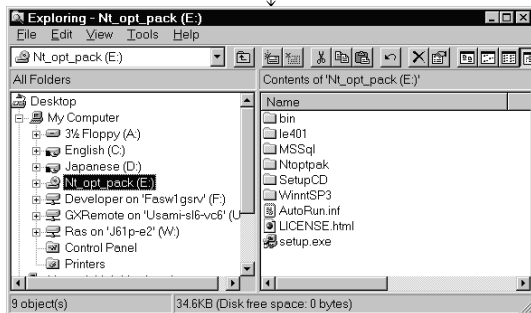 Exploring - Nt_opt_pack (E:)
File Edit View Tools Help
Nt_opt_pack (E:)
All Folders
Contents of 'Nt_opt_pack (E:)'
Desktop
My Computer
3½ Floppy (A:)
English (C:)
Japanese (D:)
Nt_opt_pack (E:)
Developer on 'Fasw1gsrv' (F:)
GXRemote on 'Usami-sl6-vc6' (U
Ras on 'J61p-e2' (W:)
Control Panel
Printers
Name
bin
Ie401
MSSql
Ntoptpak
SetupCD
WinntSP3
AutoRun.inf
LICENSE.html
setup.exe
9 object(s)
34.6KB (Disk free space: 0 bytes)